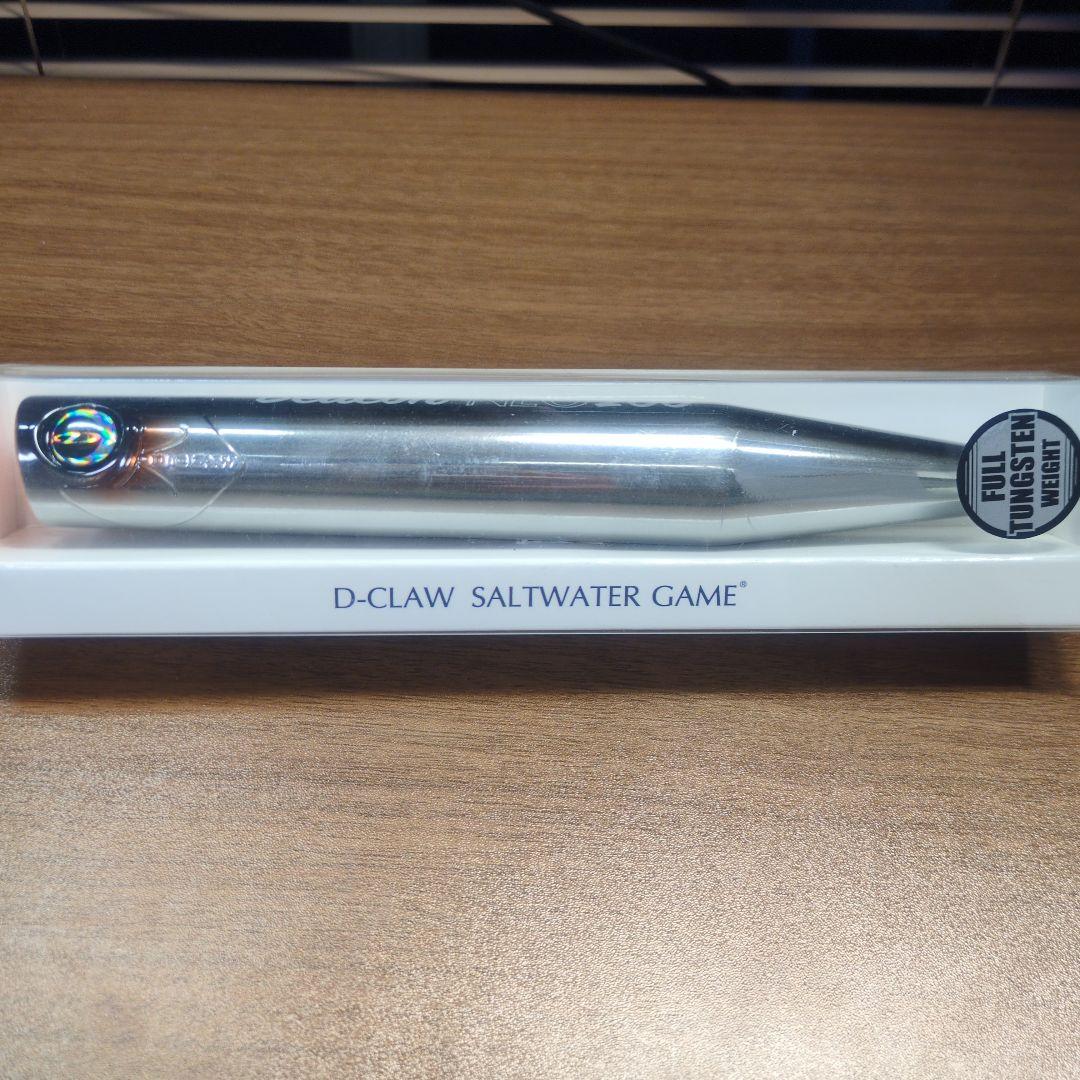 D-CLAW SALTWATER GAME®
FULL
TUNGSTEN
WEIGHT